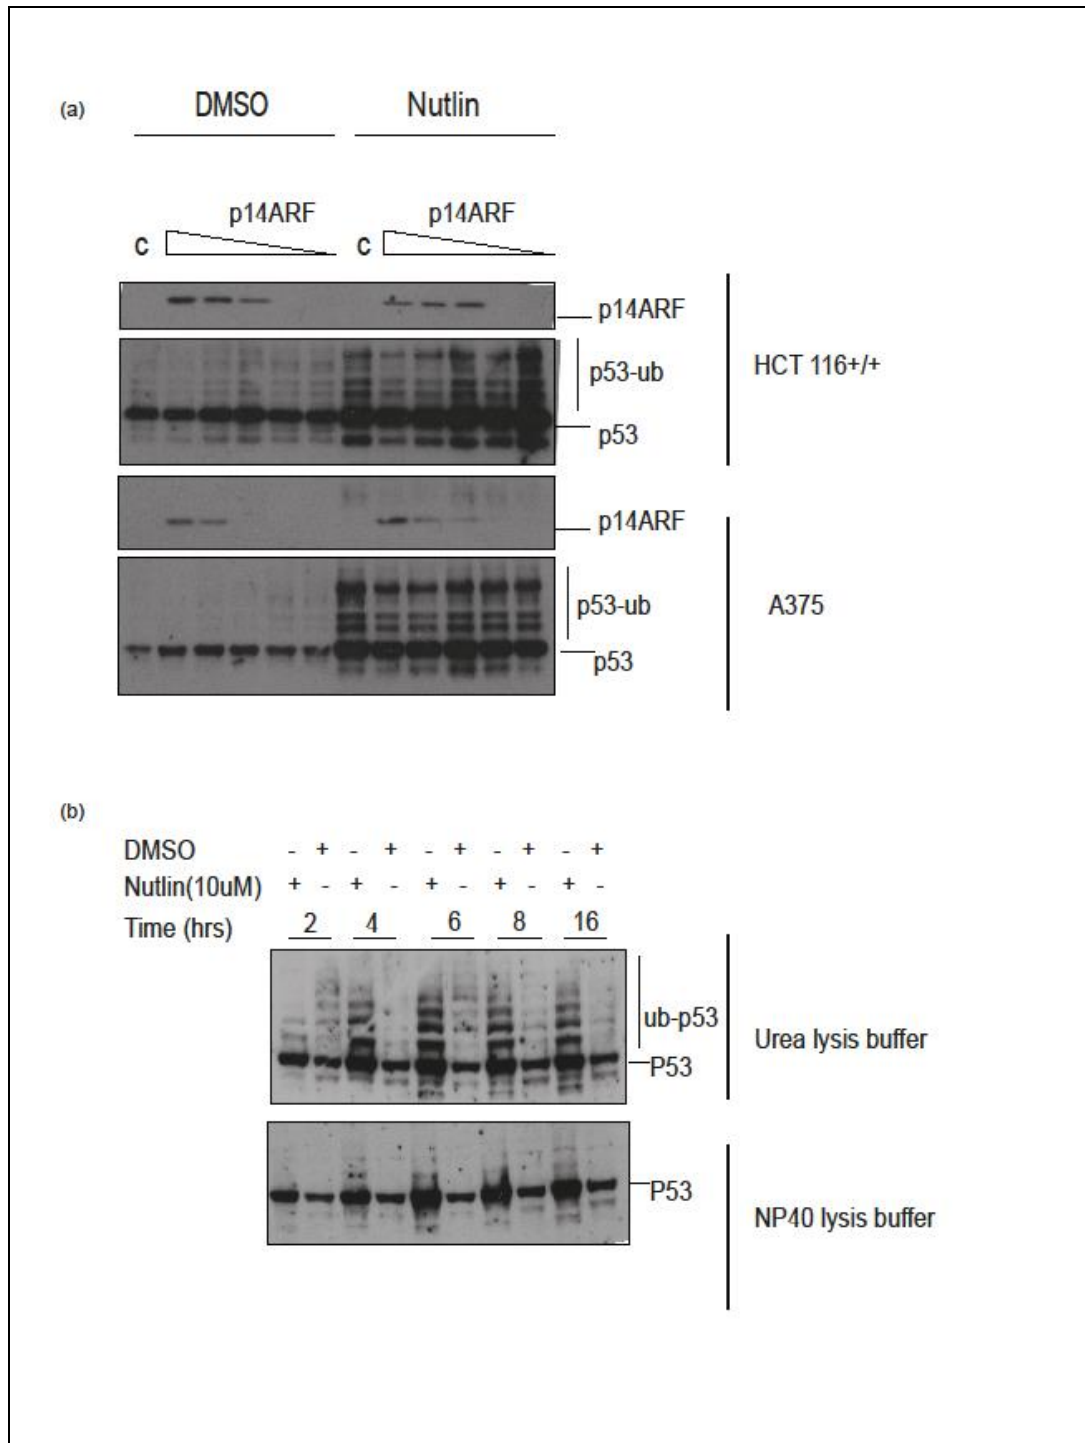 (a)
DMSO Nutlin
p14ARF p14ARF
C C
p14ARF
HCT 116+/+
p53-ub
p53
p14ARF
A375
p53-ub
p53
(b)
DMSO - + - + - + - + - +
Nutlin(10uM) + - + - + - + - + -
Time (hrs) 2 4 6 8 16
ub-p53
Urea lysis buffer
P53
P53
NP40 lysis buffer